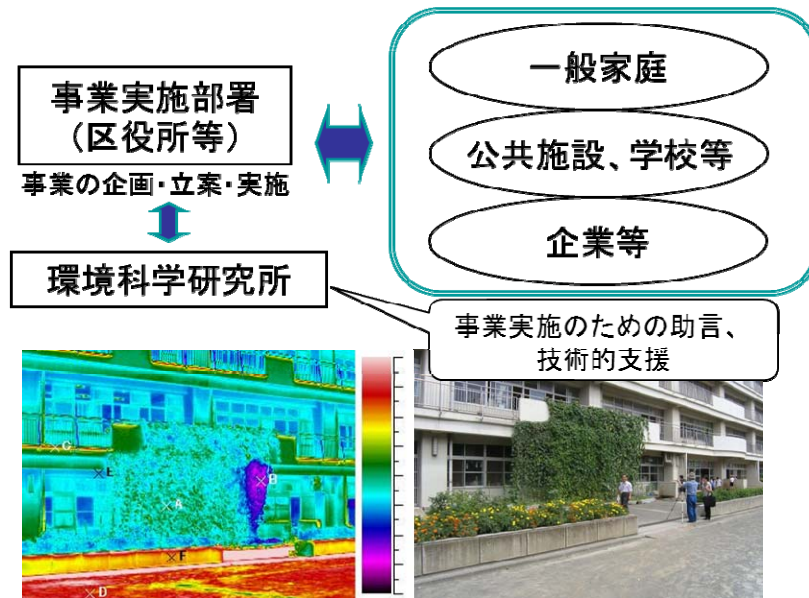 事業実施部署
（区役所等）
事業の企画・立案・実施
環境科学研究所
一般家庭
公共施設、学校等
企業等
事業実施のための助言、
技術的支援
G
E
A
B
F
D